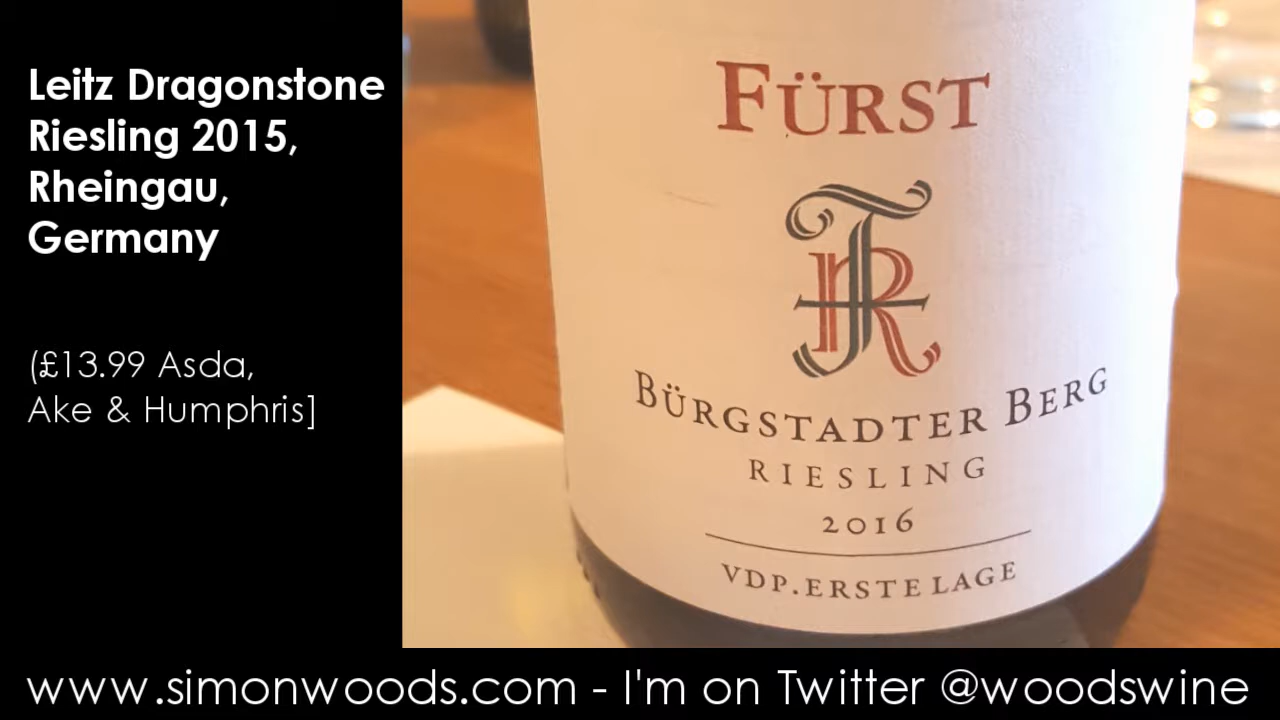 Leitz Dragonstone
Riesling 2015,
Rheingau,
Germany
(£13.99 Asda,
Ake & Humphris]
FÜRST
BÜRGSTADTER BERG
RIESLING
2016
VDP.ERSTE LAGE
www.simonwoods.com - I'm on Twitter @woodswine